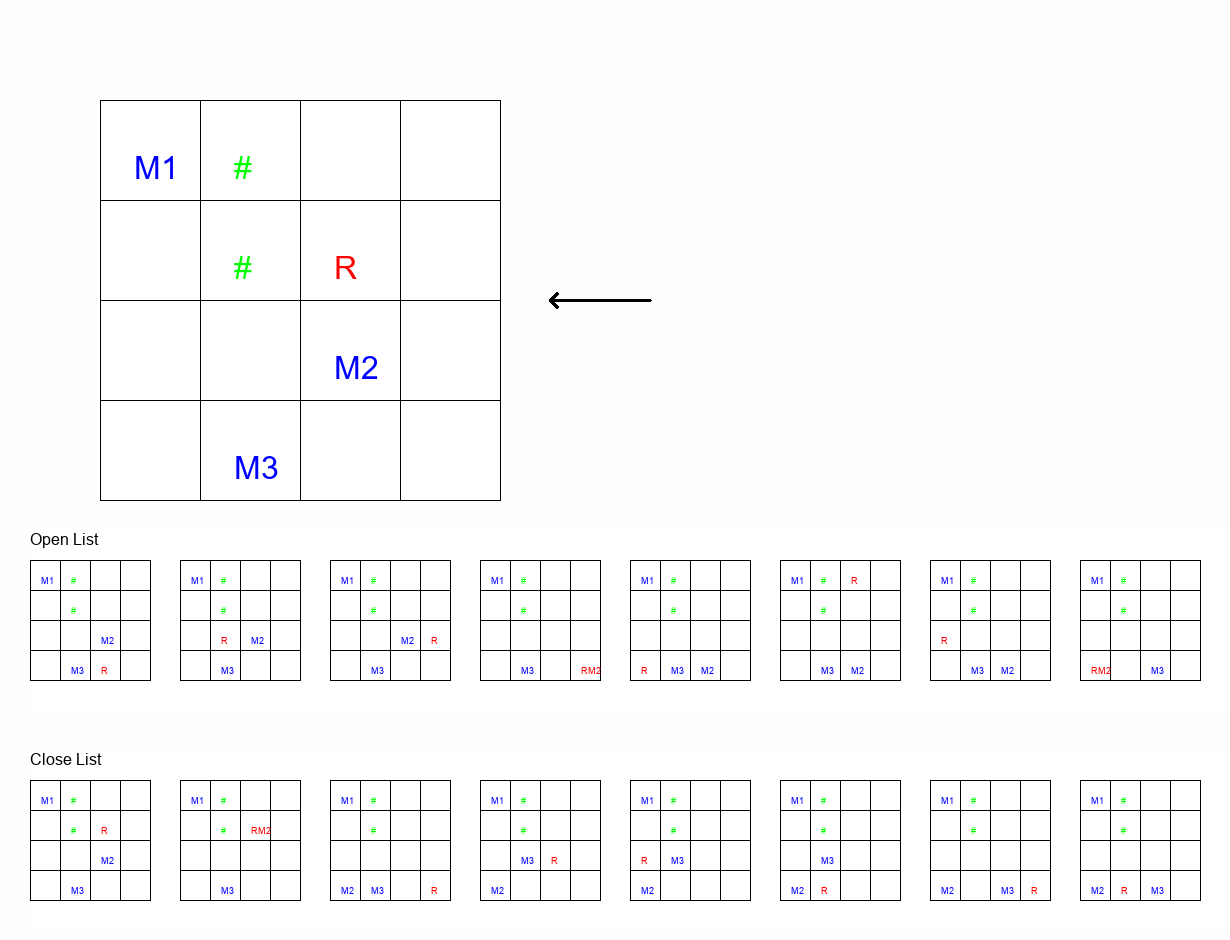 M1 #
# R
M2
M3
Open List
M1 # M1 # M1 # M1 # M1 # M1 # R M1 # M1 #
# # # # # # # #
M2 R M2 M2 R R
M3 R M3 M3 M3 RM2 R M3 M2 M3 M2 M3 M2 RM2 M3
Close List
M1 # M1 # M1 # M1 # M1 # M1 # M1 # M1 #
# R # RM2 # # # # # #
M2 M3 R R M3 M3
M3 M3 M2 M3 R M2 M2 M2 R M2 M3 R M2 R M3